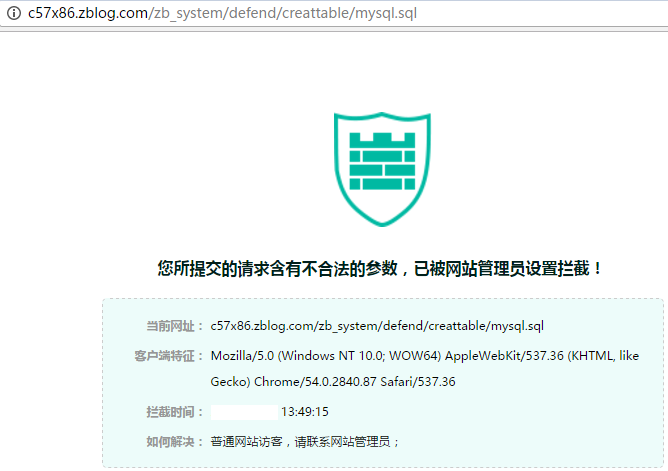 c57x86.zblog.com/zb_system/defend/creattable/mysql.sql
您所提交的请求含有不合法的参数，已被网站管理员设置拦截！
当前网址： c57x86.zblog.com/zb_system/defend/creattable/mysql.sql
客户端特征： Mozilla/5.0 (Windows NT 10.0; WOW64) AppleWebKit/537.36 (KHTML, like
Gecko) Chrome/54.0.2840.87 Safari/537.36
拦截时间： 13:49:15
如何解决： 普通网站访客，请联系网站管理员；